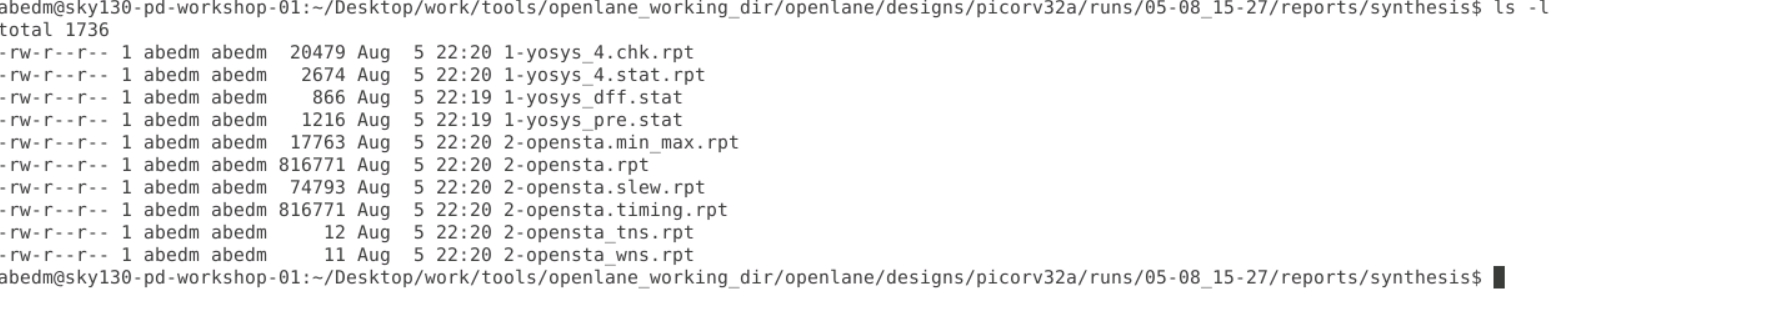 abedm@sky130-pd-workshop-01:~/Desktop/work/tools/openlane_working_dir/openlane/designs/picorv32a/runs/05-08_15-27/reports/synthesis$ ls -l
total 1736
-rw-r--r-- 1 abedm abedm  20479 Aug  5 22:20 1-yosys_4.chk.rpt
-rw-r--r-- 1 abedm abedm   2674 Aug  5 22:20 1-yosys_4.stat.rpt
-rw-r--r-- 1 abedm abedm    866 Aug  5 22:19 1-yosys_dff.stat
-rw-r--r-- 1 abedm abedm   1216 Aug  5 22:19 1-yosys_pre.stat
-rw-r--r-- 1 abedm abedm  17763 Aug  5 22:20 2-opensta.min_max.rpt
-rw-r--r-- 1 abedm abedm 816771 Aug  5 22:20 2-opensta.rpt
-rw-r--r-- 1 abedm abedm  74793 Aug  5 22:20 2-opensta.slew.rpt
-rw-r--r-- 1 abedm abedm 816771 Aug  5 22:20 2-opensta.timing.rpt
-rw-r--r-- 1 abedm abedm     12 Aug  5 22:20 2-opensta_tns.rpt
-rw-r--r-- 1 abedm abedm     11 Aug  5 22:20 2-opensta_wns.rpt
abedm@sky130-pd-workshop-01:~/Desktop/work/tools/openlane_working_dir/openlane/designs/picorv32a/runs/05-08_15-27/reports/synthesis$